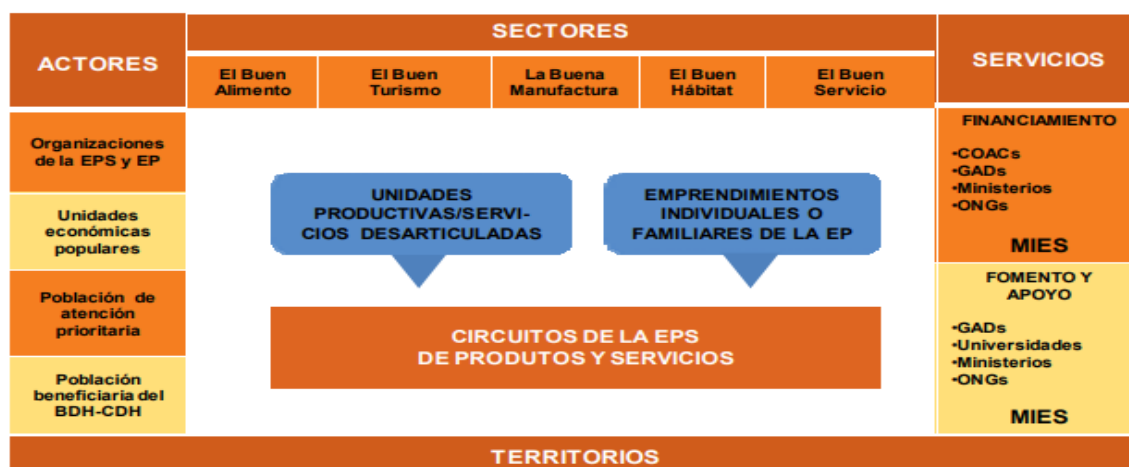 ACTORES
SECTORES
SERVICIOS
El Buen
Alimento
El Buen
Turismo
La Buena
Manufactura
El Buen
Hábitat
El Buen
Servicio
Organizaciones
de la EPS y EP
Unidades
económicas
populares
Población de
atención
prioritaria
Población
beneficiaria del
BDH-CDH
UNIDADES
PRODUCTIVAS/SERVI-
CIOS DESARTICULADAS
EMPRENDIMIENTOS
INDIVIDUALES O
FAMILIARES DE LA EP
CIRCUITOS DE LA EPS
DE PRODUTOS Y SERVICIOS
FINANCIAMIENTO
•COACs
•GADs
•Ministerios
•ONGs
MIES
FOMENTO Y
APOYO
•GADs
•Universidades
•Ministerios
•ONGs
MIES
TERRITORIOS